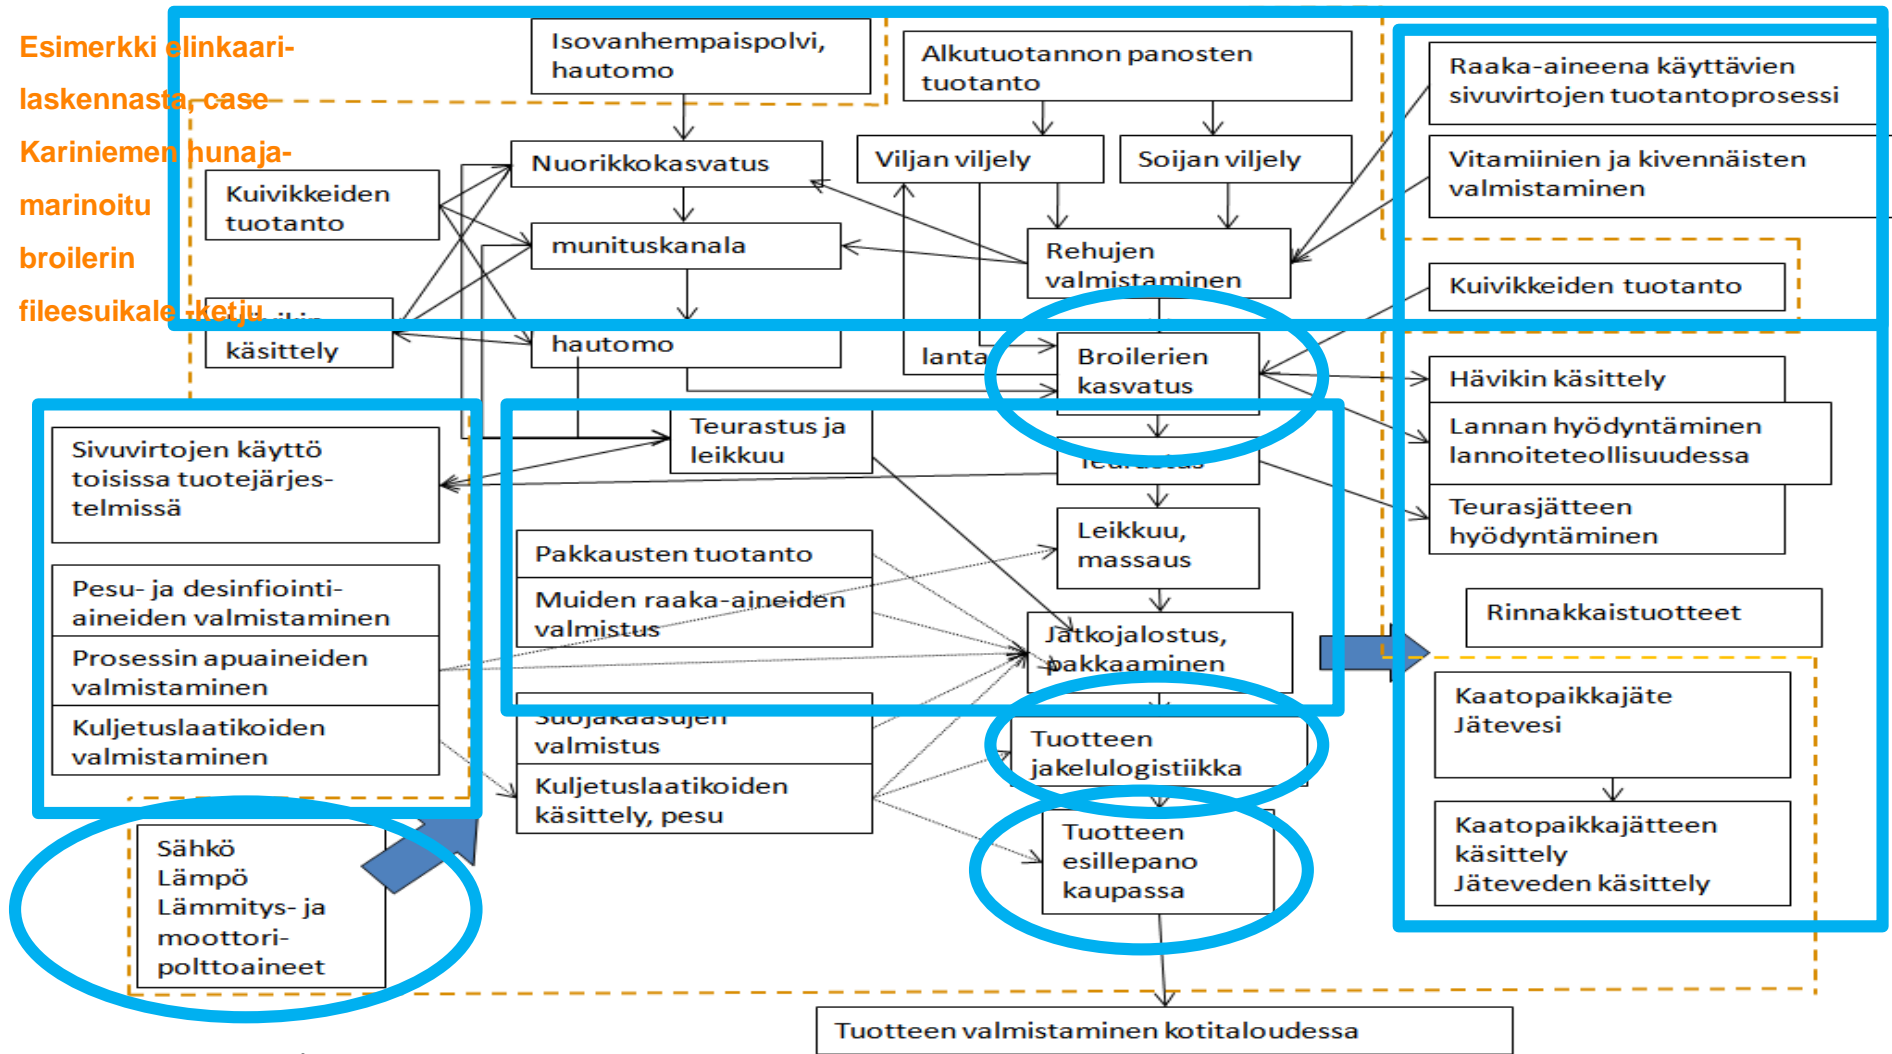 Esimerkki elinkaari-
laskennasta, case
Kariniemen hunaja-
marinoitu
broilerin
fileesuikale -ketju
Isovanhempaispolvi,
hautomo
Alkutuotannon panosten
tuotanto
Raaka-aineena käyttävien
sivuvirtojen tuotantoprosessi
Nuorikkokasvatus
Viljan viljely
Soijan viljely
Vitamiinien ja kivennäisten
valmistaminen
Kuivikkeiden
tuotanto
munituskanala
Rehujen
valmistaminen
Kuivikkeiden tuotanto
käsittely
hautomo
lanta
Broilerien
kasvatus
Hävikin käsittely
Lannan hyödyntäminen
lannoiteteollisuudessa
Teurasjätteen
hyödyntäminen
Sivuvirtojen käyttö
toisissa tuotejärjes-
telmissä
Teurastus ja
leikkuu
Teurastus
Leikkuu,
massaus
Pakkausten tuotanto
Muiden raaka-aineiden
valmistus
Pesu- ja desinfiointi-
aineiden valmistaminen
Prosessin apuaineiden
valmistaminen
Kuljetuslaatikoiden
valmistaminen
Jatkojalostus,
pakkaaminen
Rinnakkaistuotteet
Suojakaasujen
valmistus
Kuljetuslaatikoiden
käsittely, pesu
Tuotteen
jakelulogistiikka
Kaatopaikkajäte
Jätevesi
Tuotteen
esillepano
kaupassa
Kaatopaikkajätteen
käsittely
Jäteveden käsittely
Sähkö
Lämpö
Lämmitys- ja
moottori-
polttoaineet
Tuotteen valmistaminen kotitaloudessa